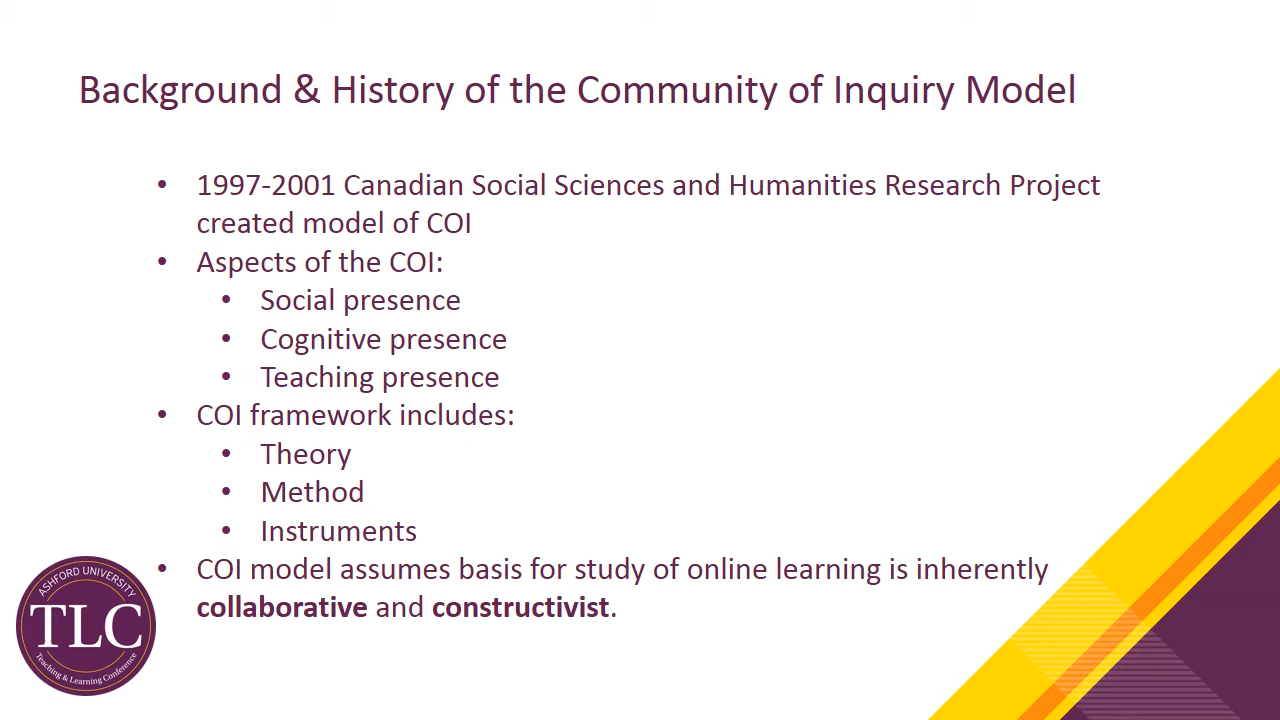 Background & History of the Community of Inquiry Model
• 1997-2001 Canadian Social Sciences and Humanities Research Project
created model of COI
• Aspects of the COI:
• Social presence
• Cognitive presence
• Teaching presence
• COI framework includes:
• Theory
• Method
• Instruments
• COI model assumes basis for study of online learning is inherently
collaborative and constructivist.
ASHFORD UNIVERSITY
TLC
Teaching & Learning Conference